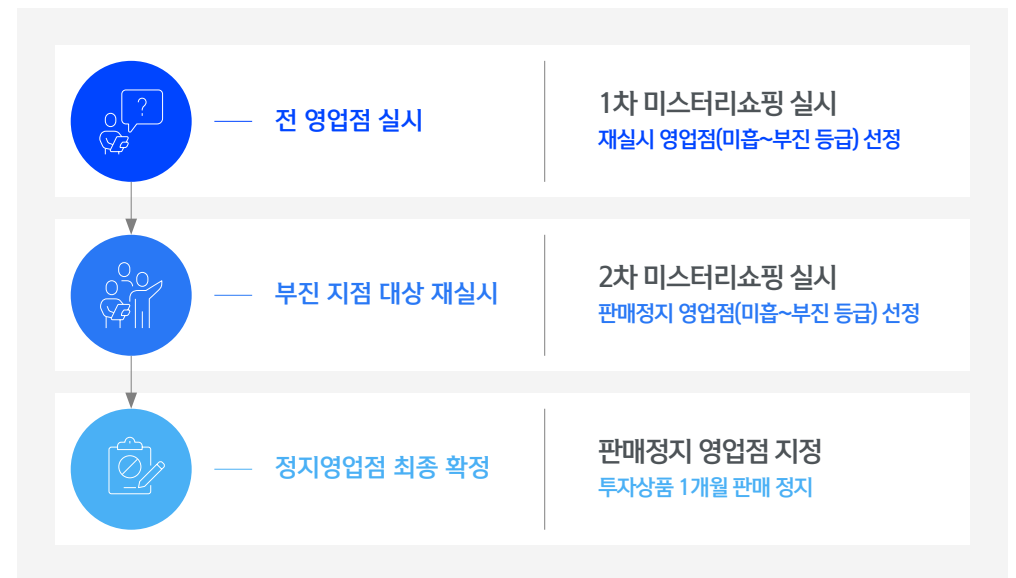 ?
전 영업점 실시
1차 미스터리쇼핑 실시
재실시 영업점(미흡~부진 등급) 선정
부진 지점 대상 재실시
2차 미스터리쇼핑 실시
판매정지 영업점(미흡~부진 등급) 선정
정지영업점 최종 확정
판매정지 영업점 지정
투자상품 1개월 판매 정지